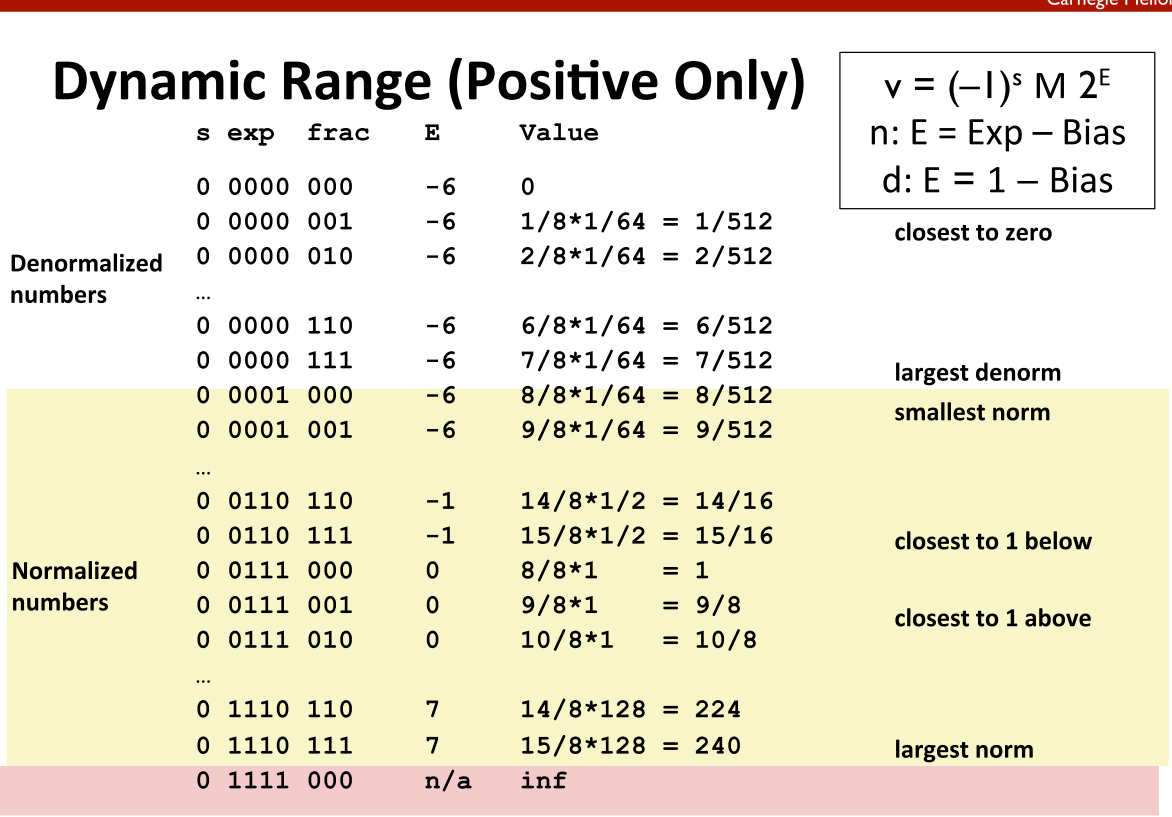 Carnegie Mellon
Dynamic Range (Positive Only)
v = (–1)ˢ M 2ᴱ
n: E = Exp – Bias
d: E = 1 – Bias
s exp frac E Value
0 0000 000 -6 0
0 0000 001 -6 1/8*1/64 = 1/512 closest to zero
0 0000 010 -6 2/8*1/64 = 2/512
Denormalized
numbers
…
0 0000 110 -6 6/8*1/64 = 6/512
0 0000 111 -6 7/8*1/64 = 7/512 largest denorm
0 0001 000 -6 8/8*1/64 = 8/512 smallest norm
0 0001 001 -6 9/8*1/64 = 9/512
…
0 0110 110 -1 14/8*1/2 = 14/16
0 0110 111 -1 15/8*1/2 = 15/16 closest to 1 below
Normalized
numbers
0 0111 000 0 8/8*1 = 1
0 0111 001 0 9/8*1 = 9/8 closest to 1 above
0 0111 010 0 10/8*1 = 10/8
…
0 1110 110 7 14/8*128 = 224
0 1110 111 7 15/8*128 = 240 largest norm
0 1111 000 n/a inf